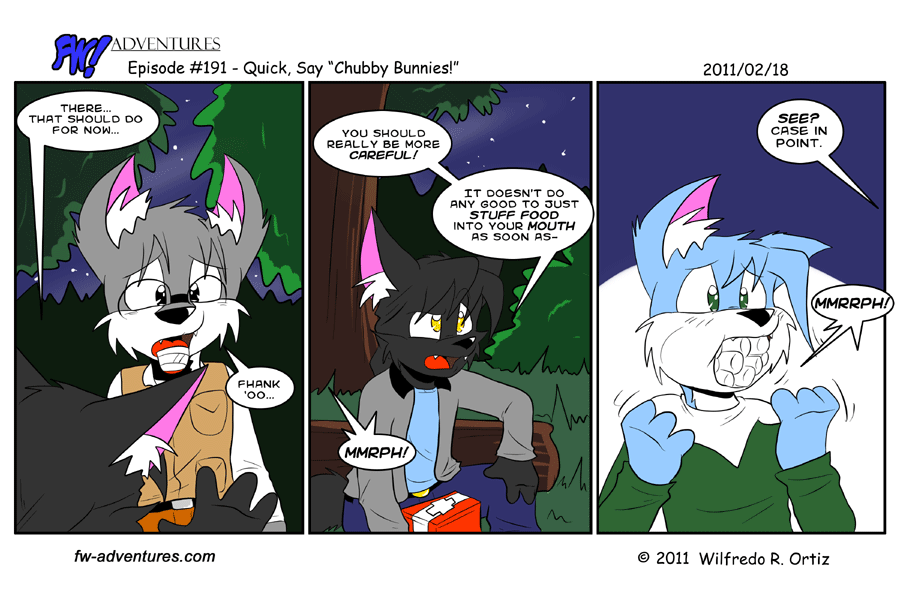 FW! ADVENTURES
Episode #191 - Quick, Say “Chubby Bunnies!”
2011/02/18
THERE...
THAT SHOULD DO
FOR NOW...
FHANK
'OO...
YOU SHOULD
REALLY BE MORE
CAREFUL!
IT DOESN'T DO
ANY GOOD TO JUST
STUFF FOOD
INTO YOUR MOUTH
AS SOON AS-
MMRPH!
SEE?
CASE IN
POINT.
MMRRPH!
fw-adventures.com
© 2011 Wilfredo R. Ortiz